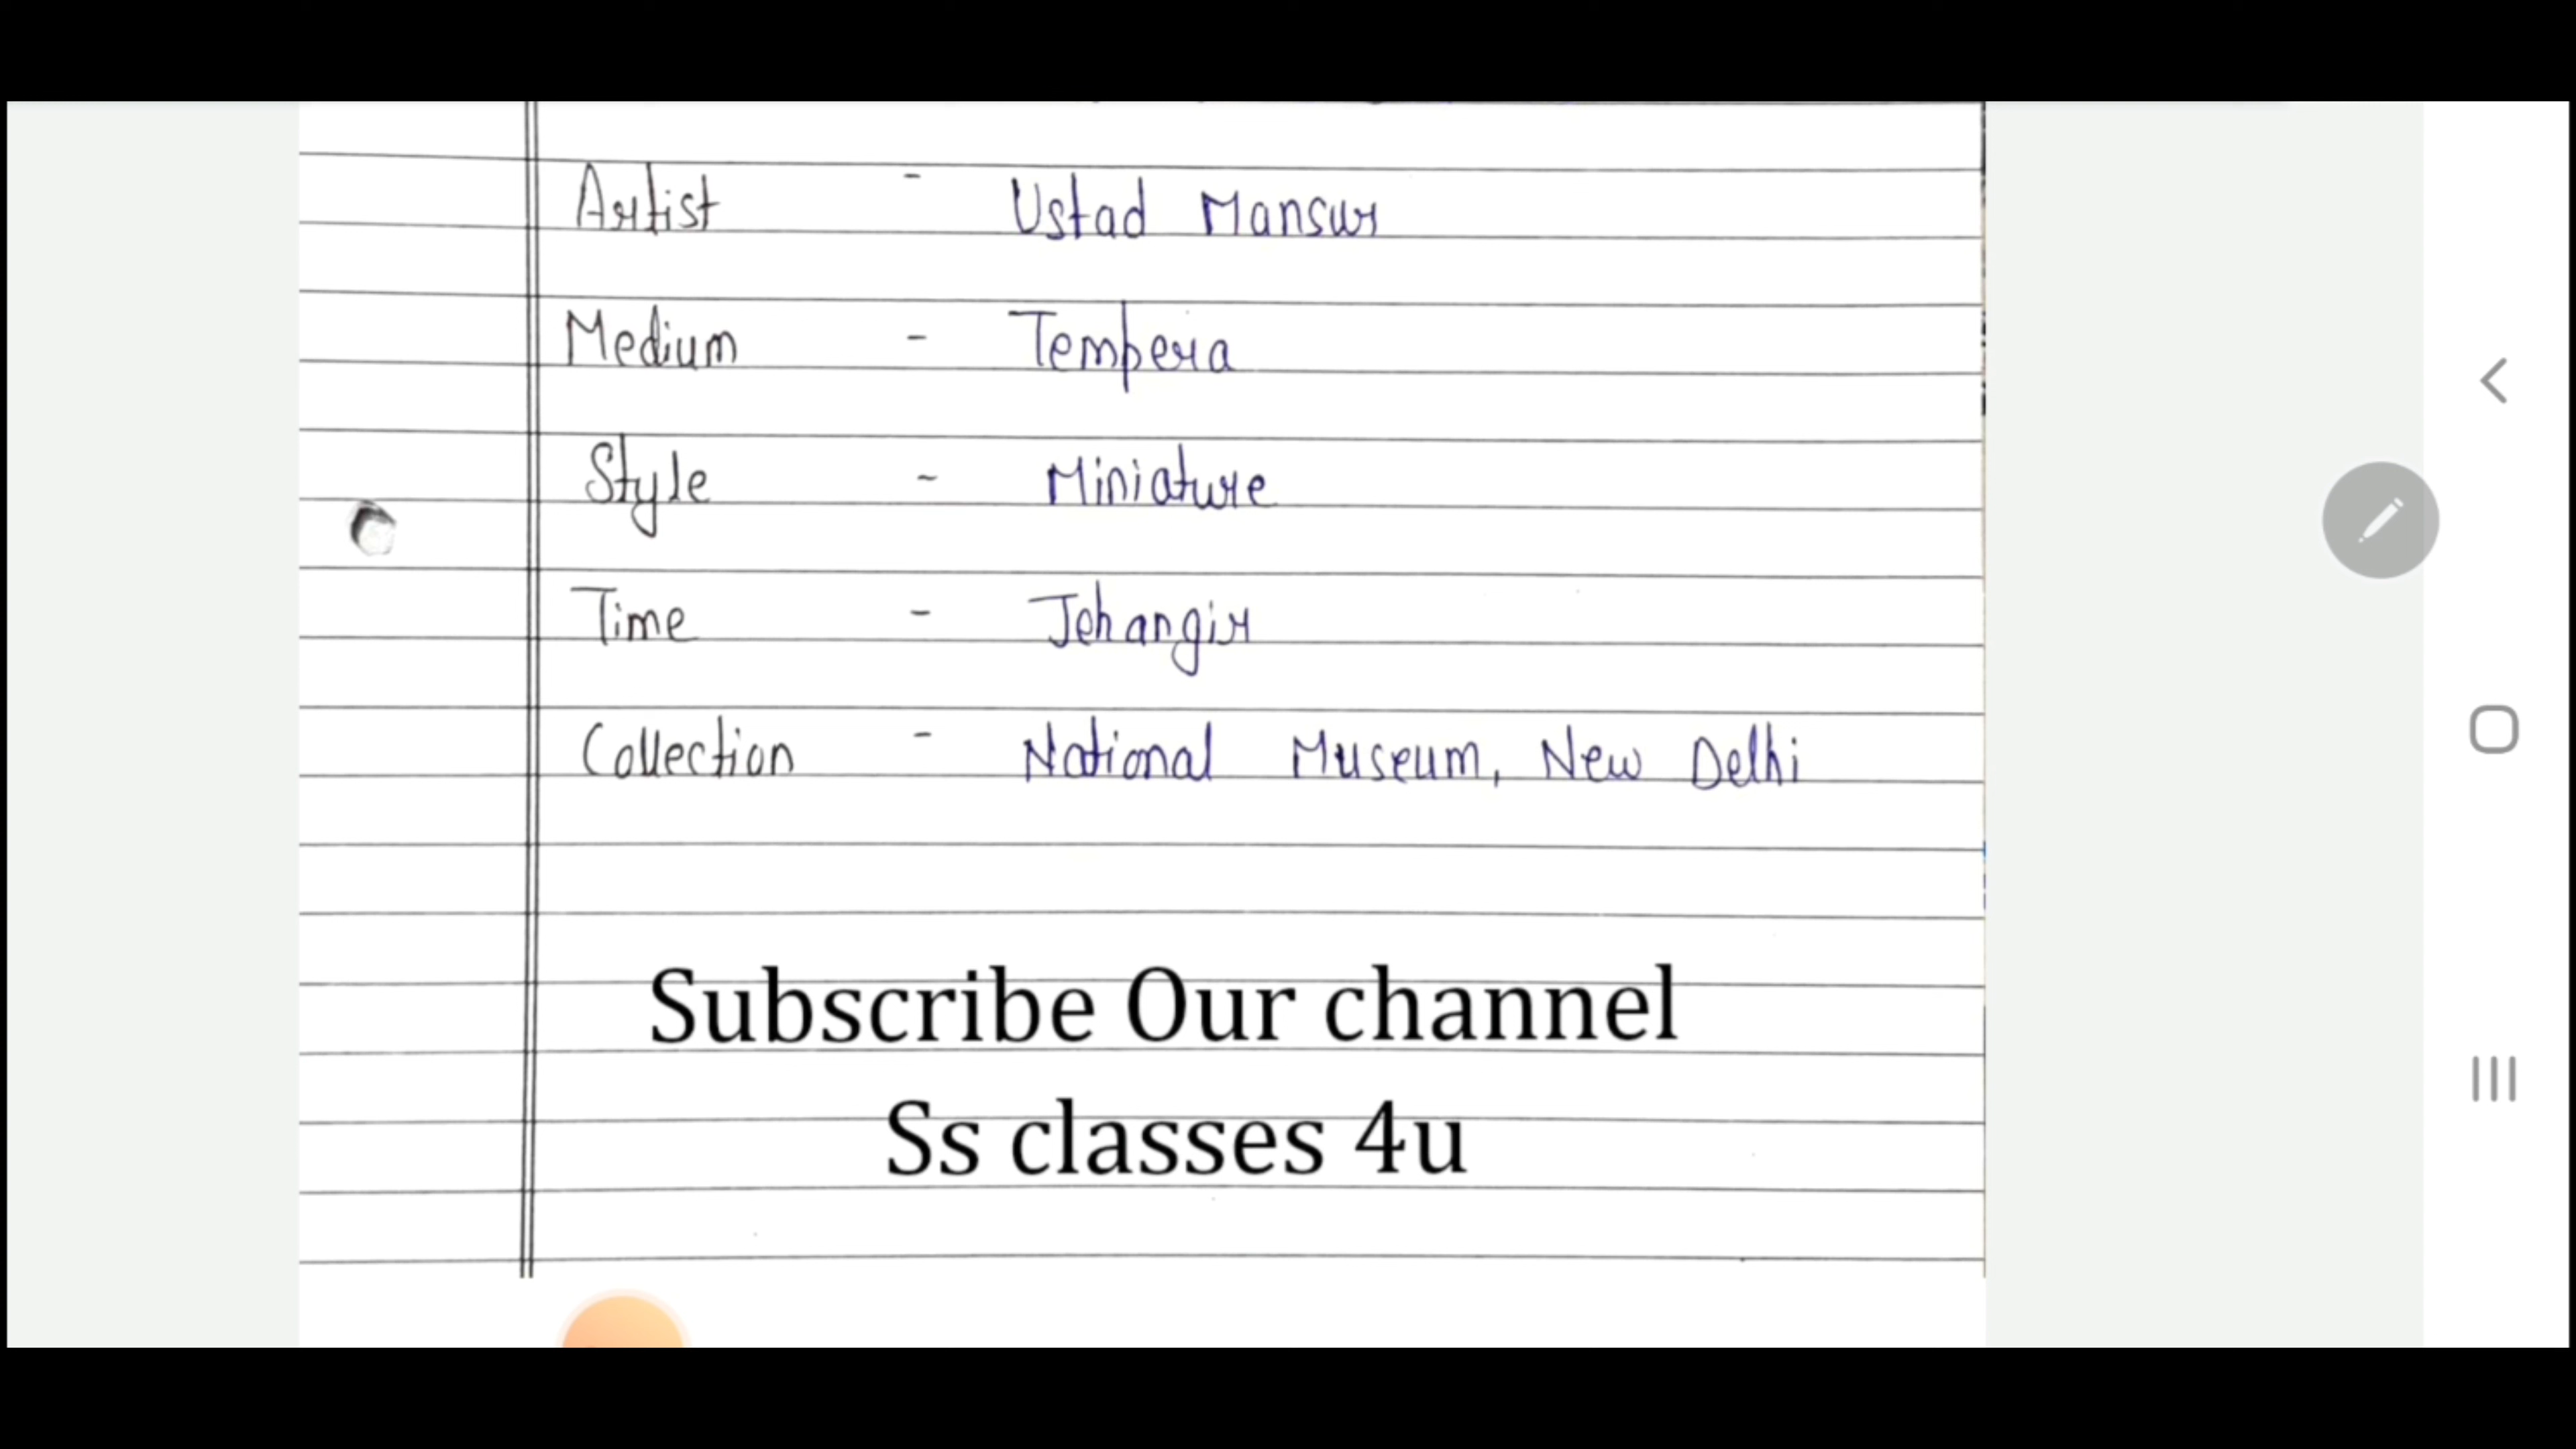 Artist - Ustad Mansur
Medium - Tempera
Style - Miniature
Time - Jehangir
Collection - National Museum, New Delhi
Subscribe Our channel
Ss classes 4u